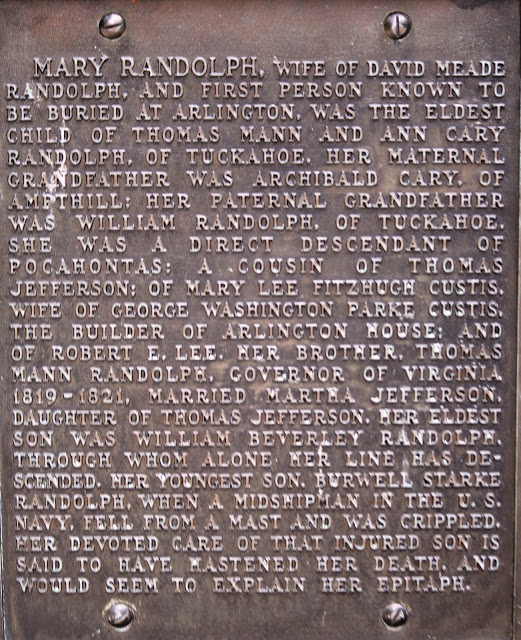 MARY RANDOLPH, WIFE OF DAVID MEADE
RANDOLPH, AND FIRST PERSON KNOWN TO
BE BURIED AT ARLINGTON, WAS THE ELDEST
CHILD OF THOMAS MANN AND ANN CARY
RANDOLPH, OF TUCKAHOE. HER MATERNAL
GRANDFATHER WAS ARCHIBALD CARY, OF
AMPTHILL; HER PATERNAL GRANDFATHER
WAS WILLIAM RANDOLPH, OF TUCKAHOE.
SHE WAS A DIRECT DESCENDANT OF
POCAHONTAS; A COUSIN OF THOMAS
JEFFERSON; OF MARY LEE FITZHUGH CUSTIS,
WIFE OF GEORGE WASHINGTON PARKE CUSTIS,
THE BUILDER OF ARLINGTON HOUSE; AND
OF ROBERT E. LEE. HER BROTHER, THOMAS
MANN RANDOLPH, GOVERNOR OF VIRGINIA
1819-1821, MARRIED MARTHA JEFFERSON,
DAUGHTER OF THOMAS JEFFERSON. HER ELDEST
SON WAS WILLIAM BEVERLEY RANDOLPH,
THROUGH WHOM ALONE HER LINE HAS DE-
SCENDED. HER YOUNGEST SON, BURWELL STARKE
RANDOLPH, WHEN A MIDSHIPMAN IN THE U. S.
NAVY, FELL FROM A MAST AND WAS CRIPPLED.
HER DEVOTED CARE OF THAT INJURED SON IS
SAID TO HAVE HASTENED HER DEATH, AND
WOULD SEEM TO EXPLAIN HER EPITAPH.